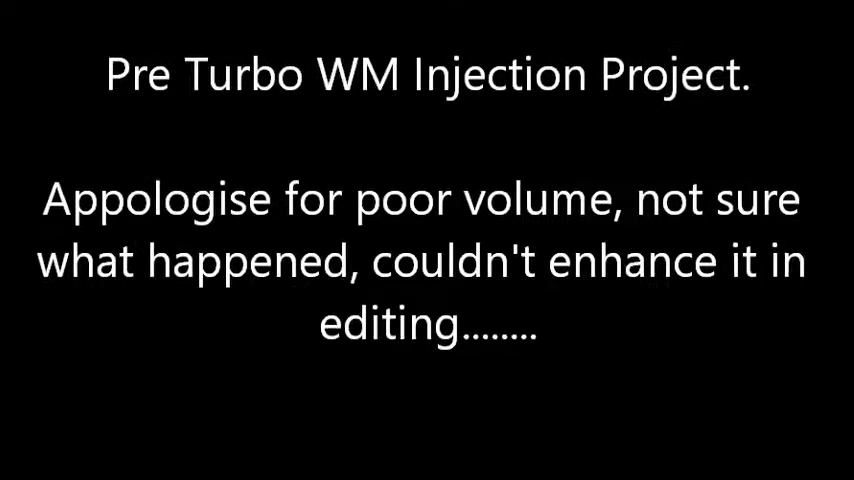 Pre Turbo WM Injection Project.
Appologise for poor volume, not sure
what happened, couldn't enhance it in
editing........